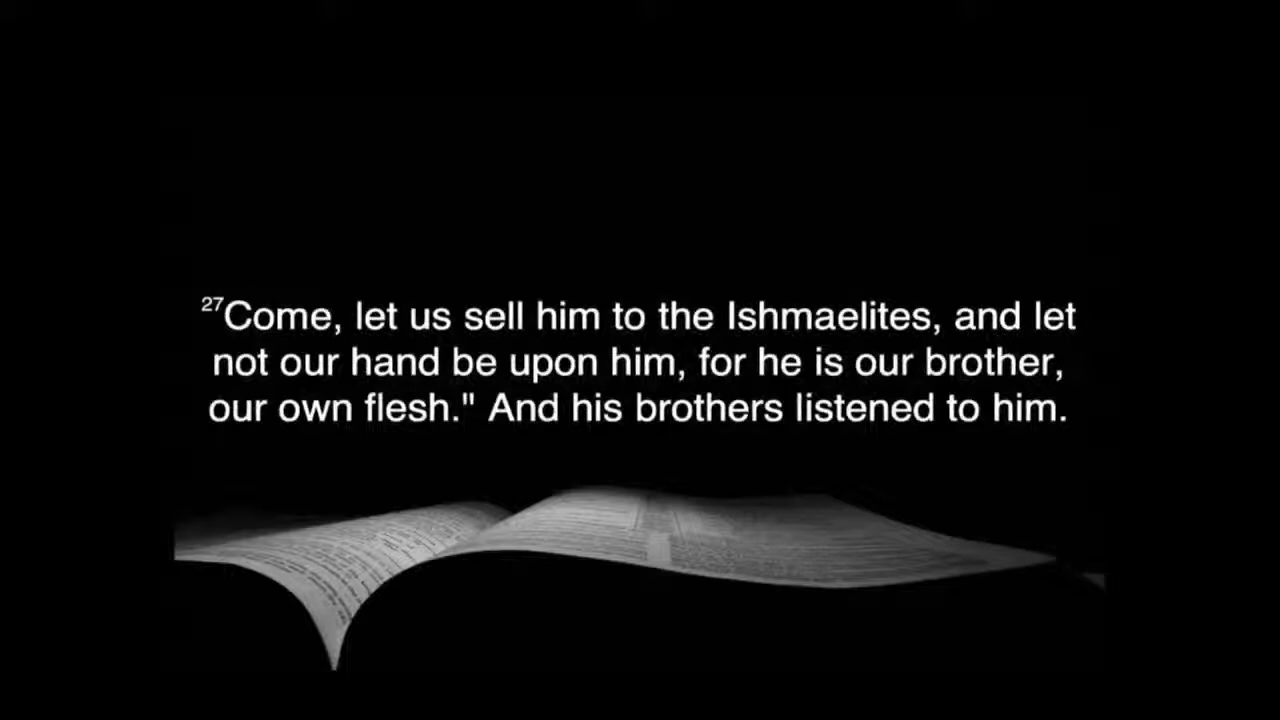 27Come, let us sell him to the Ishmaelites, and let
not our hand be upon him, for he is our brother,
our own flesh." And his brothers listened to him.